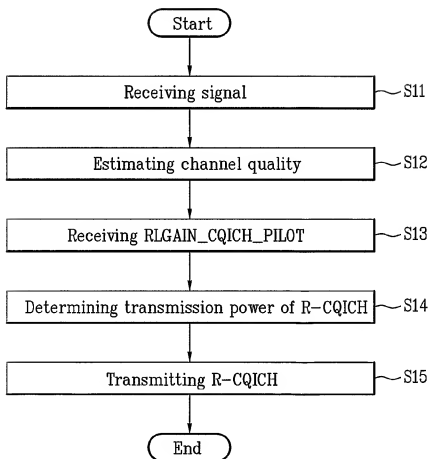 Start
Receiving signal
S11
Estimating channel quality
S12
Receiving RLGAIN_CQICH_PILOT
S13
Determining transmission power of R-CQICH
S14
Transmitting R-CQICH
S15
End